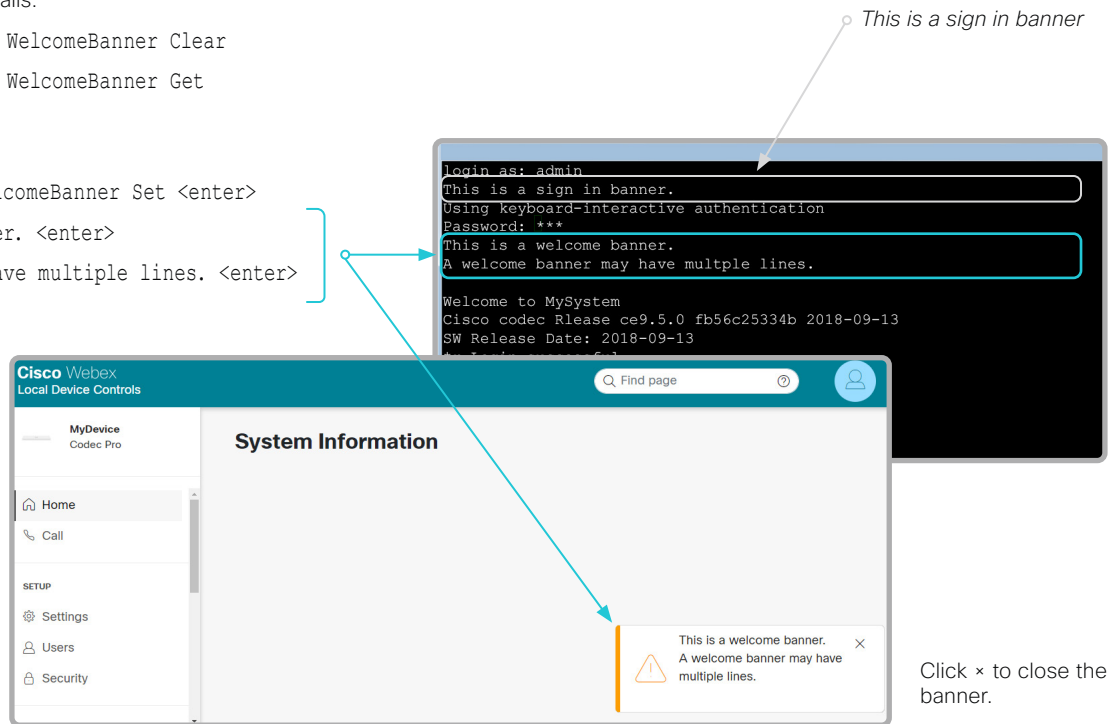 WelcomeBanner Clear
WelcomeBanner Get
This is a sign in banner
lcomeBanner Set <enter>
er. <enter>
ave multiple lines. <enter>
login as: admin
This is a sign in banner.
Using keyboard-interactive authentication
Password: ***
This is a welcome banner.
A welcome banner may have multple lines.
Welcome to MySystem
Cisco codec Rlease ce9.5.0 fb56c25334b 2018-09-13
SW Release Date: 2018-09-13
Cisco Webex
Local Device Controls
Find page
MyDevice
Codec Pro
System Information
Home
Call
SETUP
Settings
Users
Security
This is a welcome banner.
A welcome banner may have
multiple lines.
Click × to close the
banner.